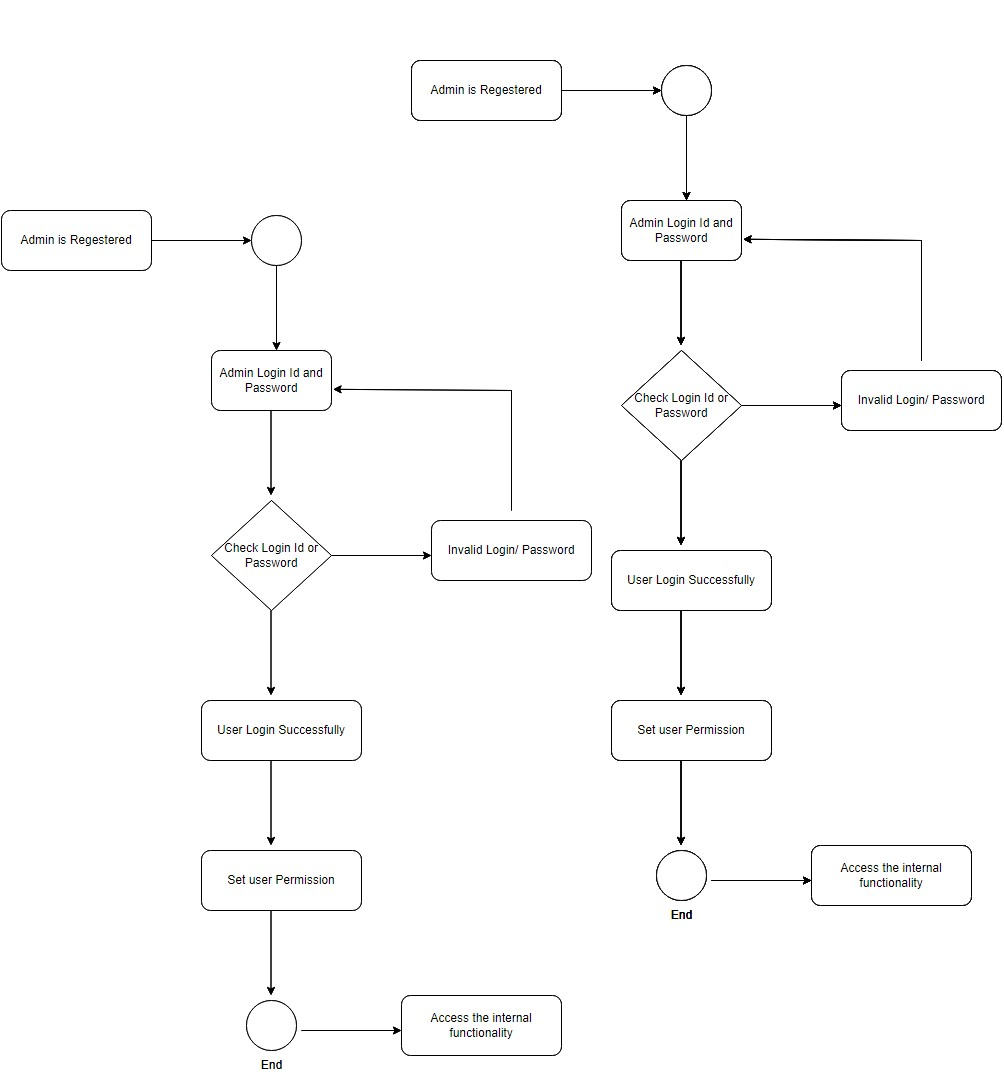 Admin is Regestered
Admin Login Id and
Password
Check Login Id or
Password
Invalid Login/ Password
User Login Successfully
Set user Permission
End
Access the internal
functionality
Admin is Regestered
Admin Login Id and
Password
Check Login Id or
Password
Invalid Login/ Password
User Login Successfully
Set user Permission
End
Access the internal
functionality